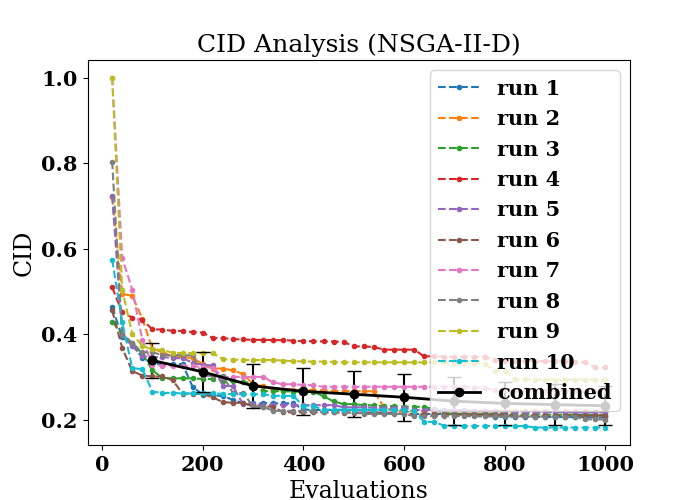 CID Analysis (NSGA-II-D)
1.0
0.8
0.6
0.4
0.2
CID
run 1
run 2
run 3
run 4
run 5
run 6
run 7
run 8
run 9
run 10
combined
0 200 400 600 800 1000
Evaluations